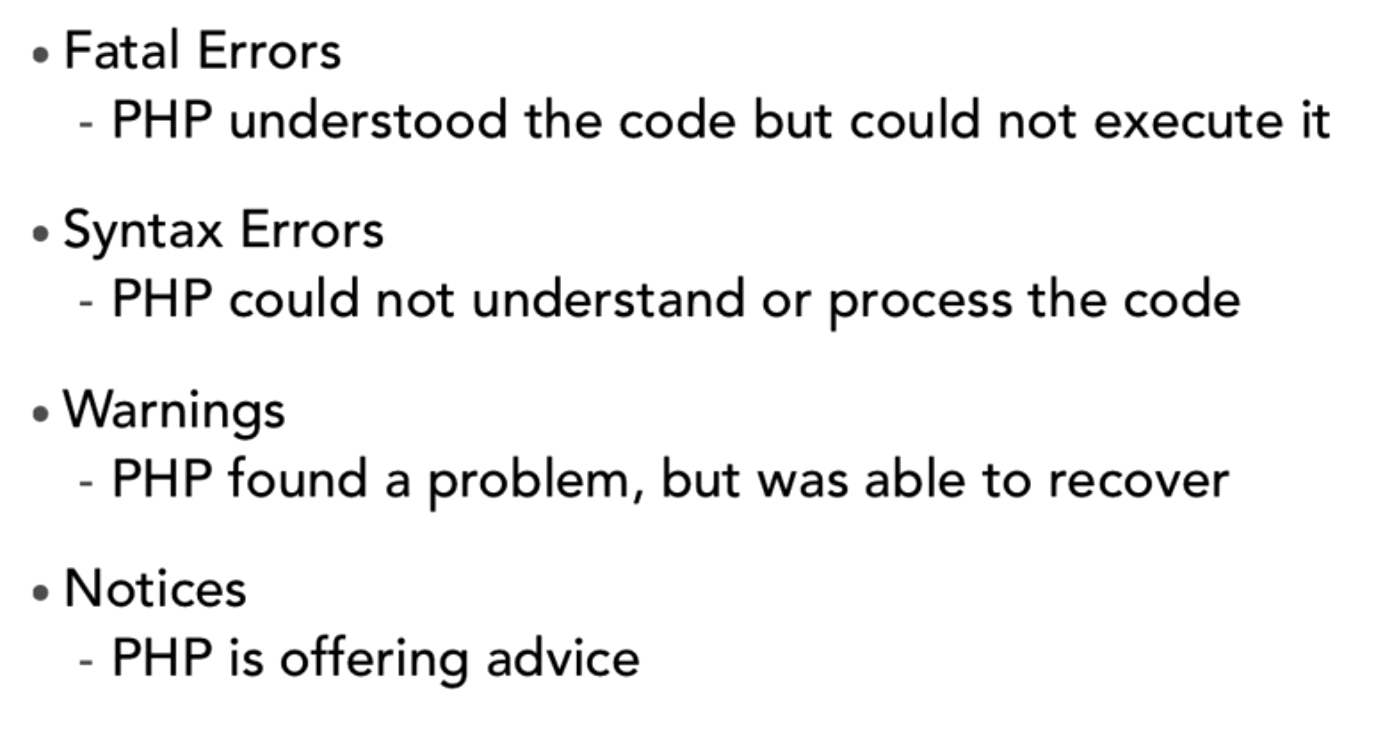 • Fatal Errors
- PHP understood the code but could not execute it
• Syntax Errors
- PHP could not understand or process the code
• Warnings
- PHP found a problem, but was able to recover
• Notices
- PHP is offering advice